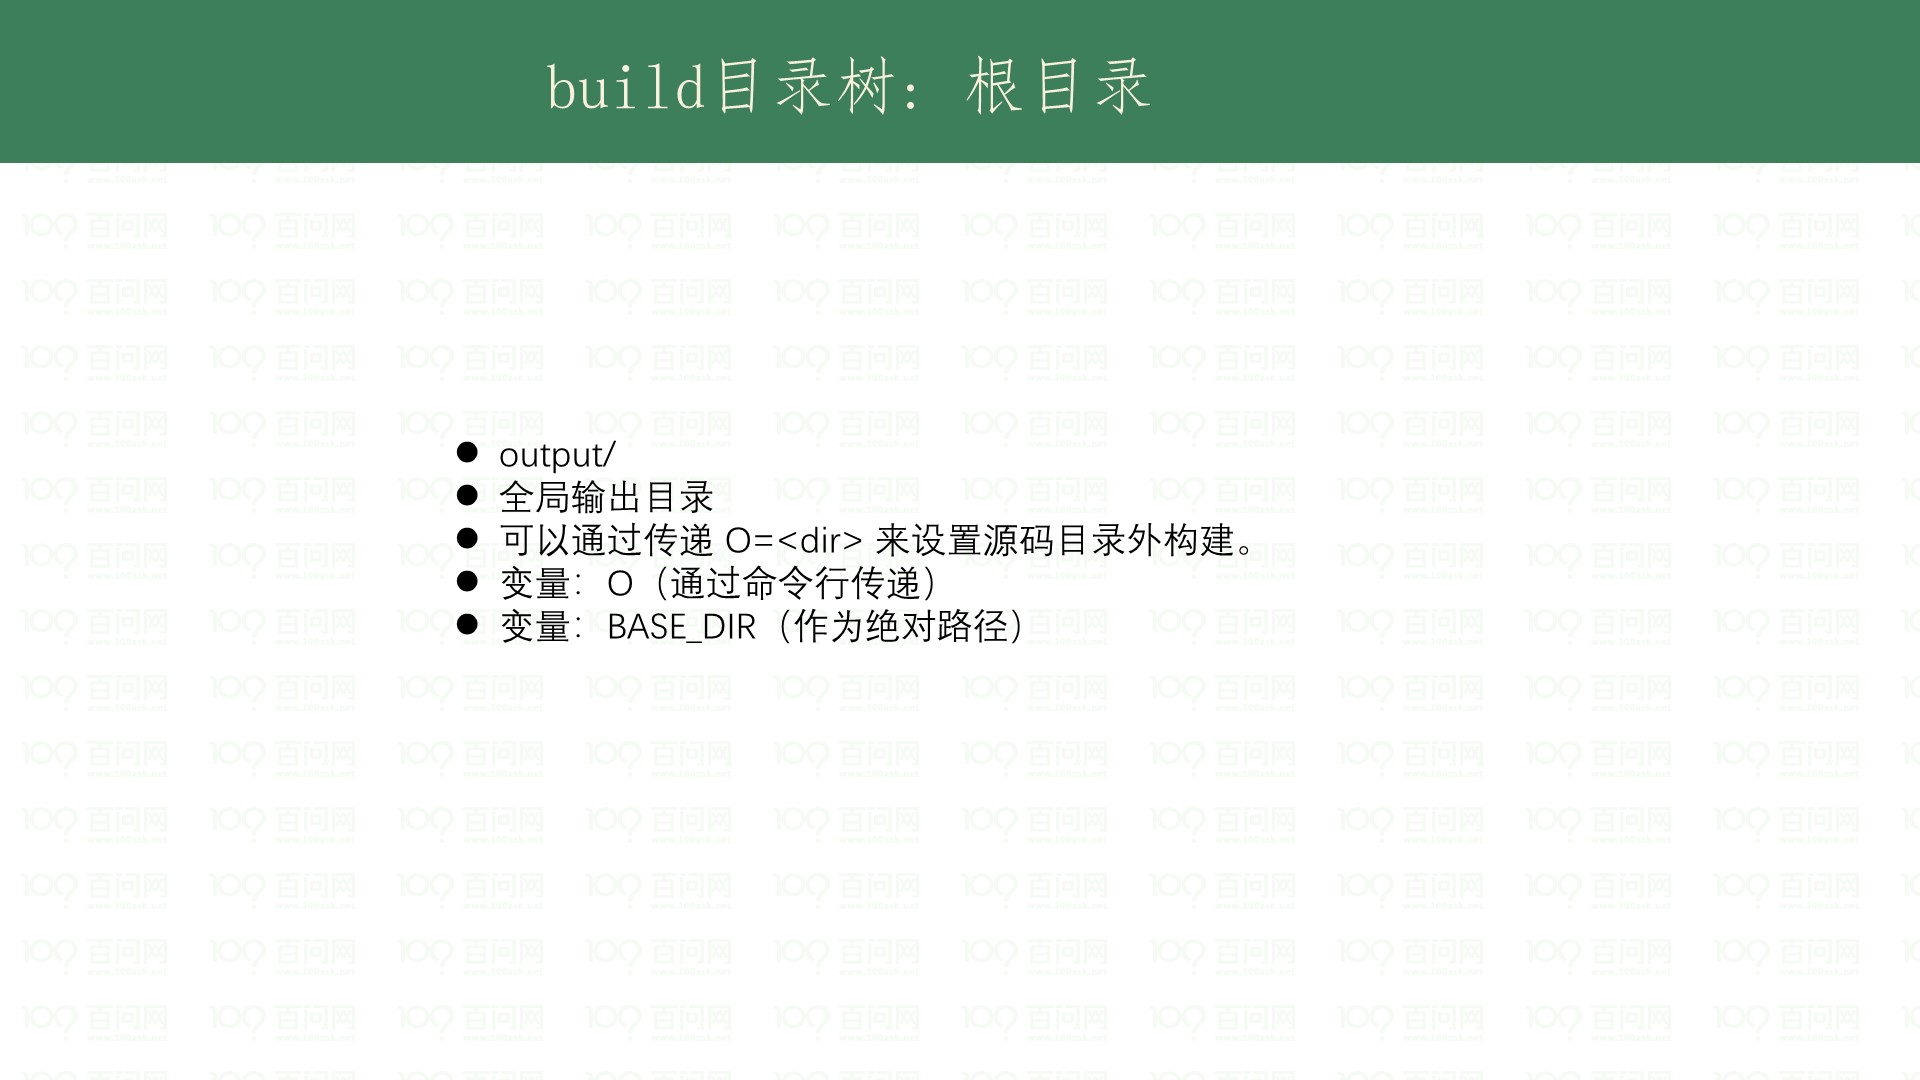 build目录树：根目录
● output/
● 全局输出目录
● 可以通过传递 O=<dir> 来设置源码目录外构建。
● 变量：O（通过命令行传递）
● 变量：BASE_DIR（作为绝对路径）
百问网
www.100ask.net